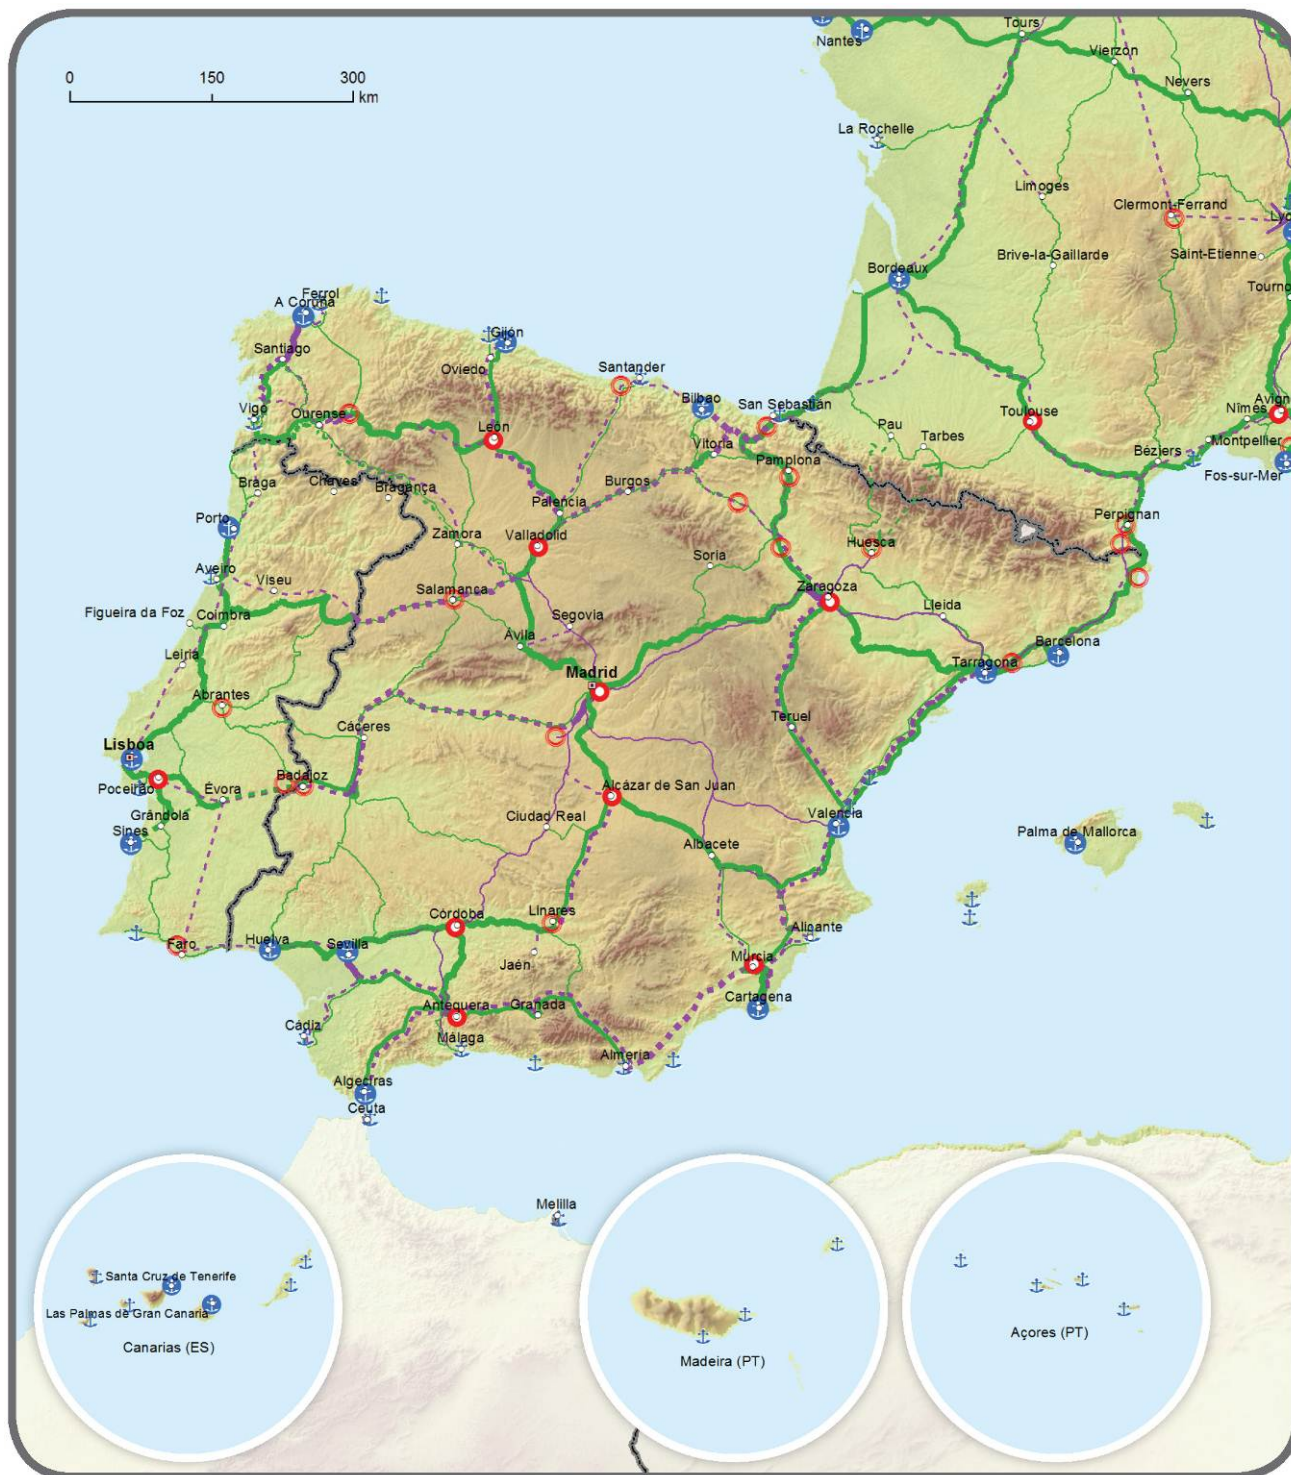 0 150 300
km
Tours
Nantes
Vierzon
Nevers
La Rochelle
Limoges
Clermont-Ferrand
Lyo
Brive-la-Gaillarde
Saint-Etienne
Bordeaux
Tourno
Ferrol
A Coruña
Gijón
Santiago
Oviedo
Santander
Bilbao
San Sebastián
Vigo
Ourense
León
Toulouse
Avign
Nîmes
Pau
Tarbes
Montpellier
Vitoria
Béziers
Pamplona
Fos-sur-Mer
Braga
Chaves
Bragança
Burgos
Palencia
Porto
Perpignan
Zamora
Valladolid
Huesca
Soria
Aveiro
Viseu
Salamanca
Zaragoza
Figueira da Foz
Coimbra
Segovia
Lleida
Ávila
Barcelona
Leiria
Madrid
Tarragona
Abrantes
Cáceres
Teruel
Lisboa
Badajoz
Poceirão
Évora
Alcázar de San Juan
Grândola
Ciudad Real
Valencia
Sines
Albacete
Palma de Mallorca
Córdoba
Linares
Alicante
Faro
Huelva
Sevilla
Jaén
Murcia
Cartagena
Antequera
Granada
Cádiz
Málaga
Almería
Algeciras
Ceuta
Melilla
Santa Cruz de Tenerife
Las Palmas de Gran Canaria
Canarias (ES)
Madeira (PT)
Açores (PT)